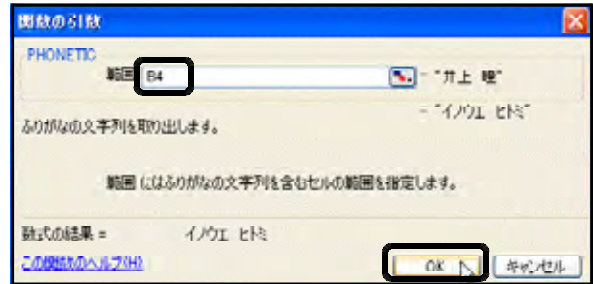 関数の引数
PHONETIC
範囲 B4 = "井上 瞳"
= "イノウエ ヒトミ"
ふりがなの文字列を取り出します。
範囲 にはふりがなの文字列を含むセルの範囲を指定します。
数式の結果 = イノウエ ヒトミ
この関数のヘルプ(H) OK キャンセル